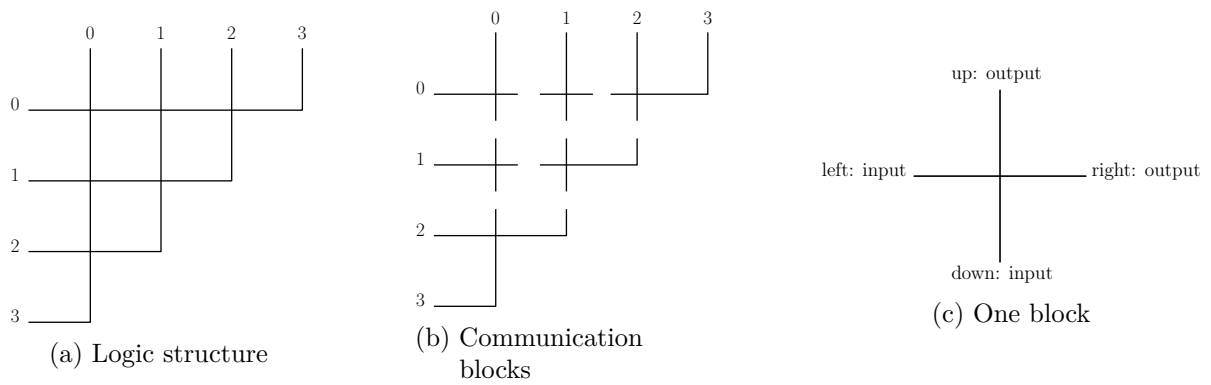 0 1 2 3
0
1
2
3
(a) Logic structure
0 1 2 3
0
1
2
3
(b) Communication
blocks
up: output
left: input
right: output
down: input
(c) One block